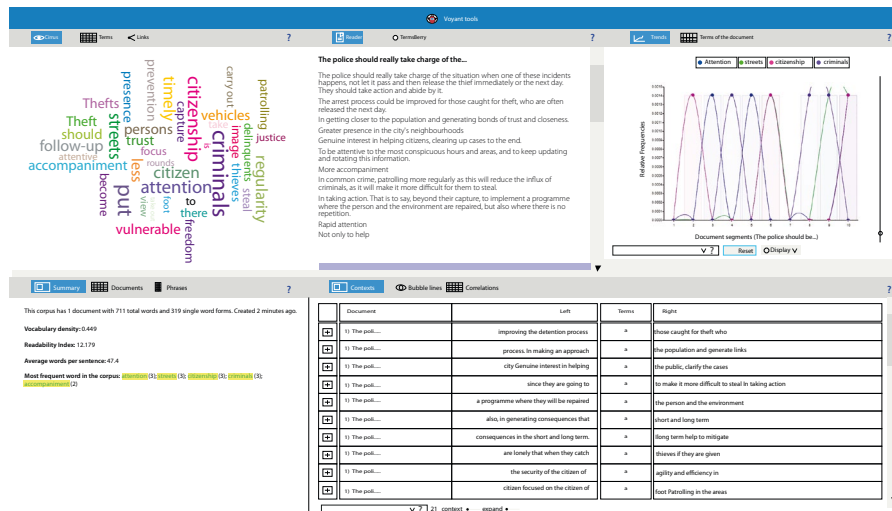 Voyant tools
Cirrus Terms Links ?
Reader TermsBerry ?
Trends Terms of the document ?
presence
prevention
timely
citizenship
carry out
patrolling
Thefts
capture
vehicles
Theft
streets
persons
take
image
delinquents
justice
should
trust
is
criminals
follow-up
focus
attentive
rounds
thieves
regularity
accompaniment
less
citizen
steal
become
put
attention
view
foot
to
there
vulnerable
freedom
The police should really take charge of the...
The police should really take charge of the situation when one of these incidents
happens, not let it pass and then release the thief immediately or the next day.
They should take action and abide by it.
The arrest process could be improved for those caught for theft, who are often
released the next day.
In getting closer to the population and generating bonds of trust and closeness.
Greater presence in the city's neighbourhoods
Genuine interest in helping citizens, clearing up cases to the end.
To be attentive to the most conspicuous hours and areas, and to keep updating
and rotating this information.
More accompaniment
In common crime, patrolling more regularly as this will reduce the influx of
criminals, as it will make it more difficult for them to steal.
In taking action. That is to say, beyond their capture, to implement a programme
where the person and the environment are repaired, but also where there is no
repetition.
Rapid attention
Not only to help
Attention streets citizenship criminals
Relative Frequencies
1 2 3 4 5 6 7 8 9 10
Document segments (The police should be...)
? Reset Display
Summary Documents Phrases ?
This corpus has 1 document with 711 total words and 319 single word forms. Created 2 minutes ago.
Vocabulary density: 0.449
Readability Index: 12.179
Average words per sentence: 47.4
Most frequent word in the corpus: attention (3); streets (3); citizenship (3); criminals (3);
accompaniment (2)
Contexts Bubble lines Correlations ?
Document Left Terms Right
1) The poli..... improving the detention process a those caught for theft who
1) The poli..... process. In making an approach a the population and generate links
1) The poli..... city Genuine interest in helping a the public, clarify the cases
1) The poli..... since they are going to a to make it more difficult to steal In taking action
1) The poli..... a programme where they will be repaired a the person and the environment
1) The poli..... also, in generating consequences that a short and long term
1) The poli..... consequences in the short and long term. a llong term help to mitigate
1) The poli..... are lonely that when they catch a thieves if they are given
1) The poli..... the security of the citizen of a agility and efficiency in
1) The poli..... citizen focused on the citizen of a foot Patrolling in the areas
? 21 context expand